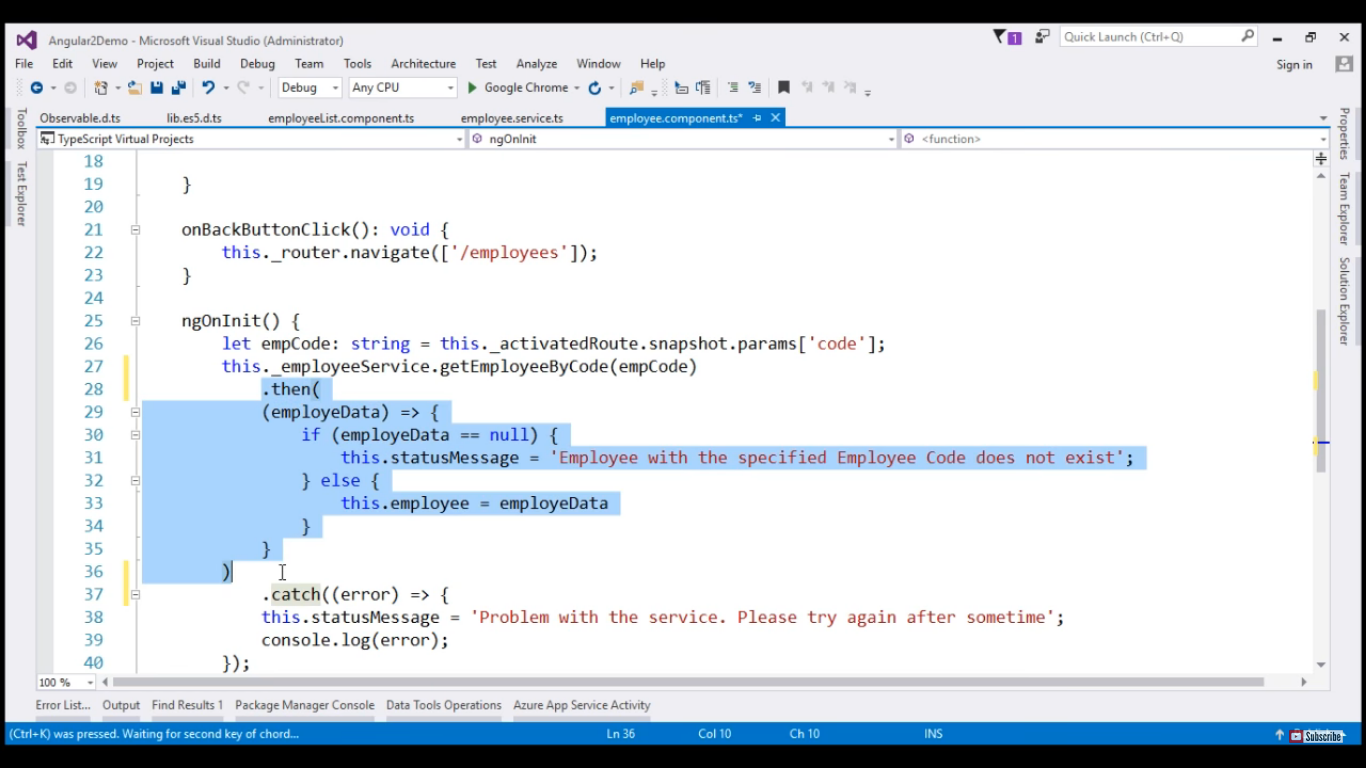 Angular2Demo - Microsoft Visual Studio (Administrator)
1
Quick Launch (Ctrl+Q)
File Edit View Project Build Debug Team Tools Architecture Test Analyze Window Help
Sign in
Debug Any CPU Google Chrome
Toolbox
Test Explorer
Observable.d.ts lib.es5.d.ts employeeList.component.ts employee.service.ts employee.component.ts*
TypeScript Virtual Projects ngOnInit <function>
18
19 }
20
21 onBackButtonClick(): void {
22 this._router.navigate(['/employees']);
23 }
24
25 ngOnInit() {
26 let empCode: string = this._activatedRoute.snapshot.params['code'];
27 this._employeeService.getEmployeeByCode(empCode)
28 .then(
29 (employeData) => {
30 if (employeData == null) {
31 this.statusMessage = 'Employee with the specified Employee Code does not exist';
32 } else {
33 this.employee = employeData
34 }
35 }
36 )
37 .catch((error) => {
38 this.statusMessage = 'Problem with the service. Please try again after sometime';
39 console.log(error);
40 });
Properties
Team Explorer
Solution Explorer
100 %
Error List... Output Find Results 1 Package Manager Console Data Tools Operations Azure App Service Activity
(Ctrl+K) was pressed. Waiting for second key of chord... Ln 36 Col 10 Ch 10 INS
Subscribe